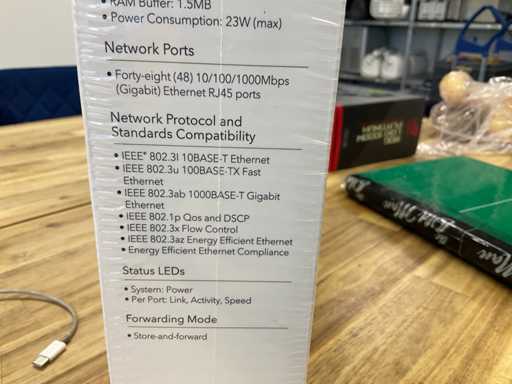 • RAM Buffer: 1.5MB
• Power Consumption: 23W (max)
Network Ports
• Forty-eight (48) 10/100/1000Mbps
(Gigabit) Ethernet RJ45 ports
Network Protocol and
Standards Compatibility
• IEEE® 802.3I 10BASE-T Ethernet
• IEEE 802.3u 100BASE-TX Fast
Ethernet
• IEEE 802.3ab 1000BASE-T Gigabit
Ethernet
• IEEE 802.1p Qos and DSCP
• IEEE 802.3x Flow Control
• IEEE 802.3az Energy Efficient Ethernet
• Energy Efficient Ethernet Compliance
Status LEDs
• System: Power
• Per Port: Link, Activity, Speed
Forwarding Mode
• Store-and-forward